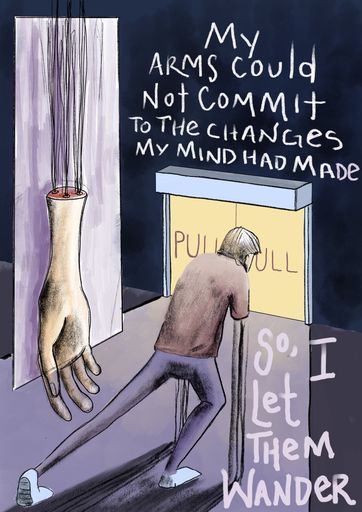 My
ARMS COULD
NOT COMMIT
TO THE CHANGES
MY MIND HAD MADE
PULL PULL
So, I
Let
THEM
WANDER